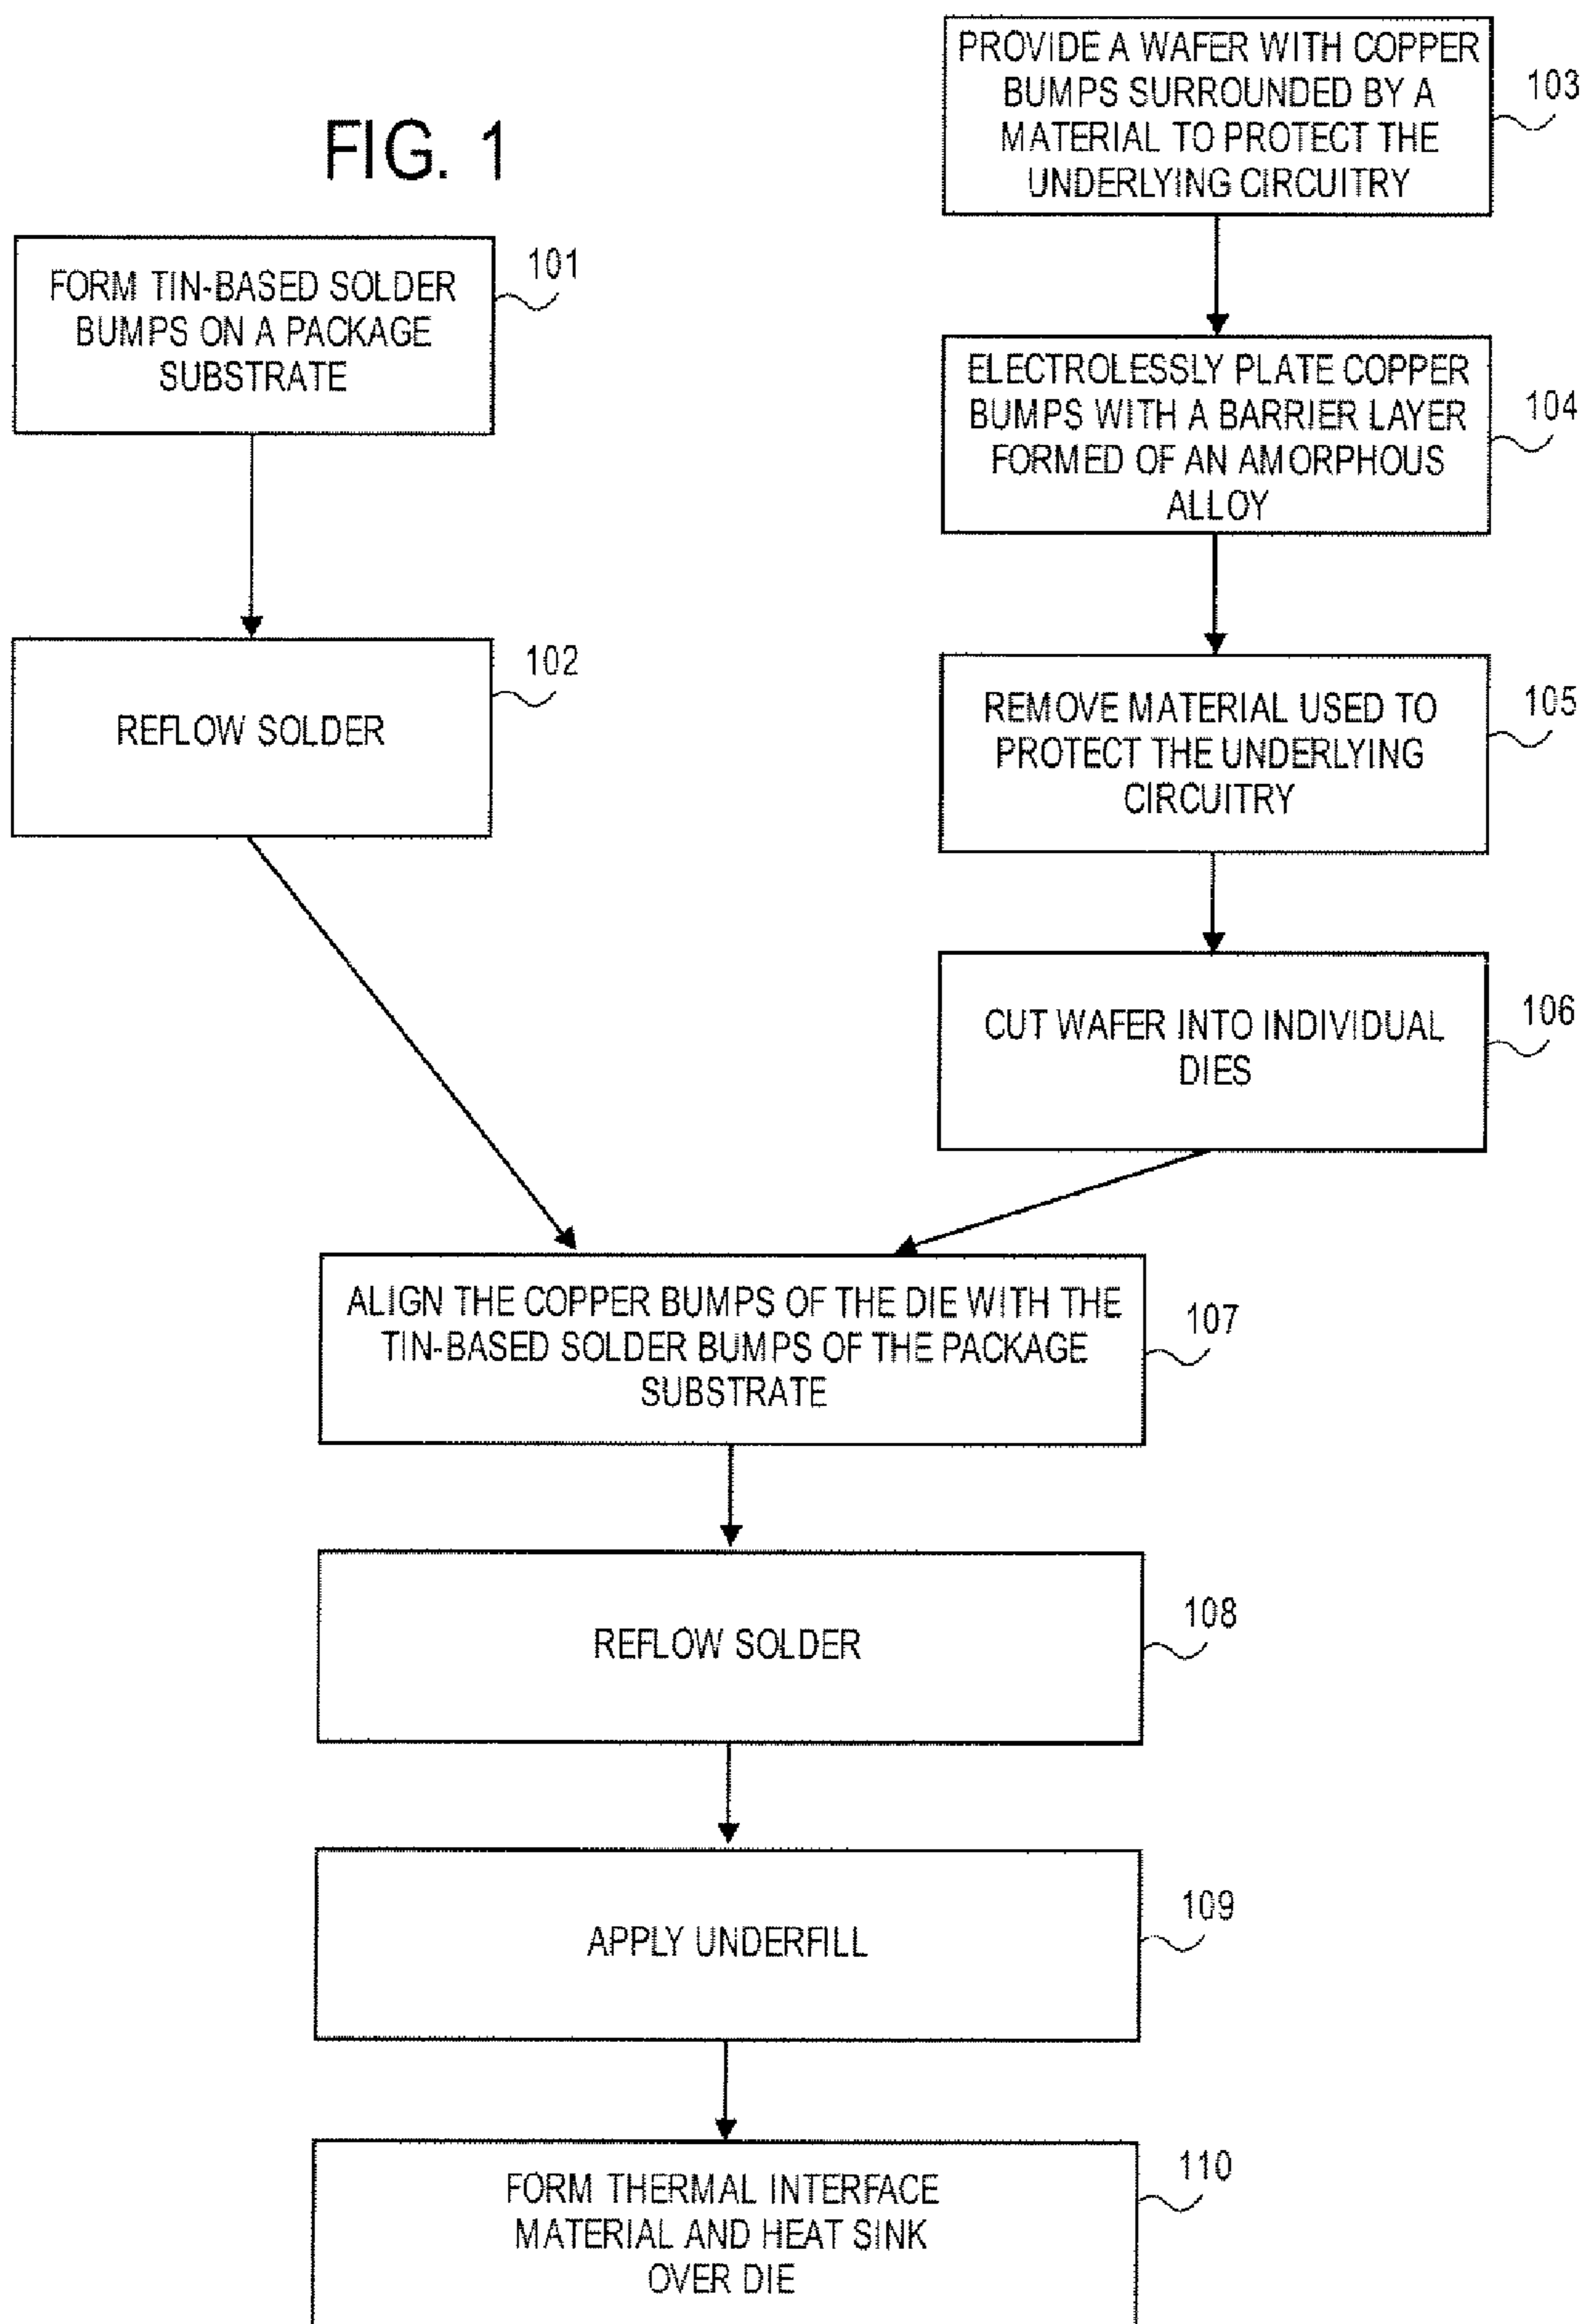 FIG. 1
FORM TIN-BASED SOLDER
BUMPS ON A PACKAGE
SUBSTRATE
101
REFLOW SOLDER
102
PROVIDE A WAFER WITH COPPER
BUMPS SURROUNDED BY A
MATERIAL TO PROTECT THE
UNDERLYING CIRCUITRY
103
ELECTROLESSLY PLATE COPPER
BUMPS WITH A BARRIER LAYER
FORMED OF AN AMORPHOUS
ALLOY
104
REMOVE MATERIAL USED TO
PROTECT THE UNDERLYING
CIRCUITRY
105
CUT WAFER INTO INDIVIDUAL
DIES
106
ALIGN THE COPPER BUMPS OF THE DIE WITH THE
TIN-BASED SOLDER BUMPS OF THE PACKAGE
SUBSTRATE
107
REFLOW SOLDER
108
APPLY UNDERFILL
109
FORM THERMAL INTERFACE
MATERIAL AND HEAT SINK
OVER DIE
110